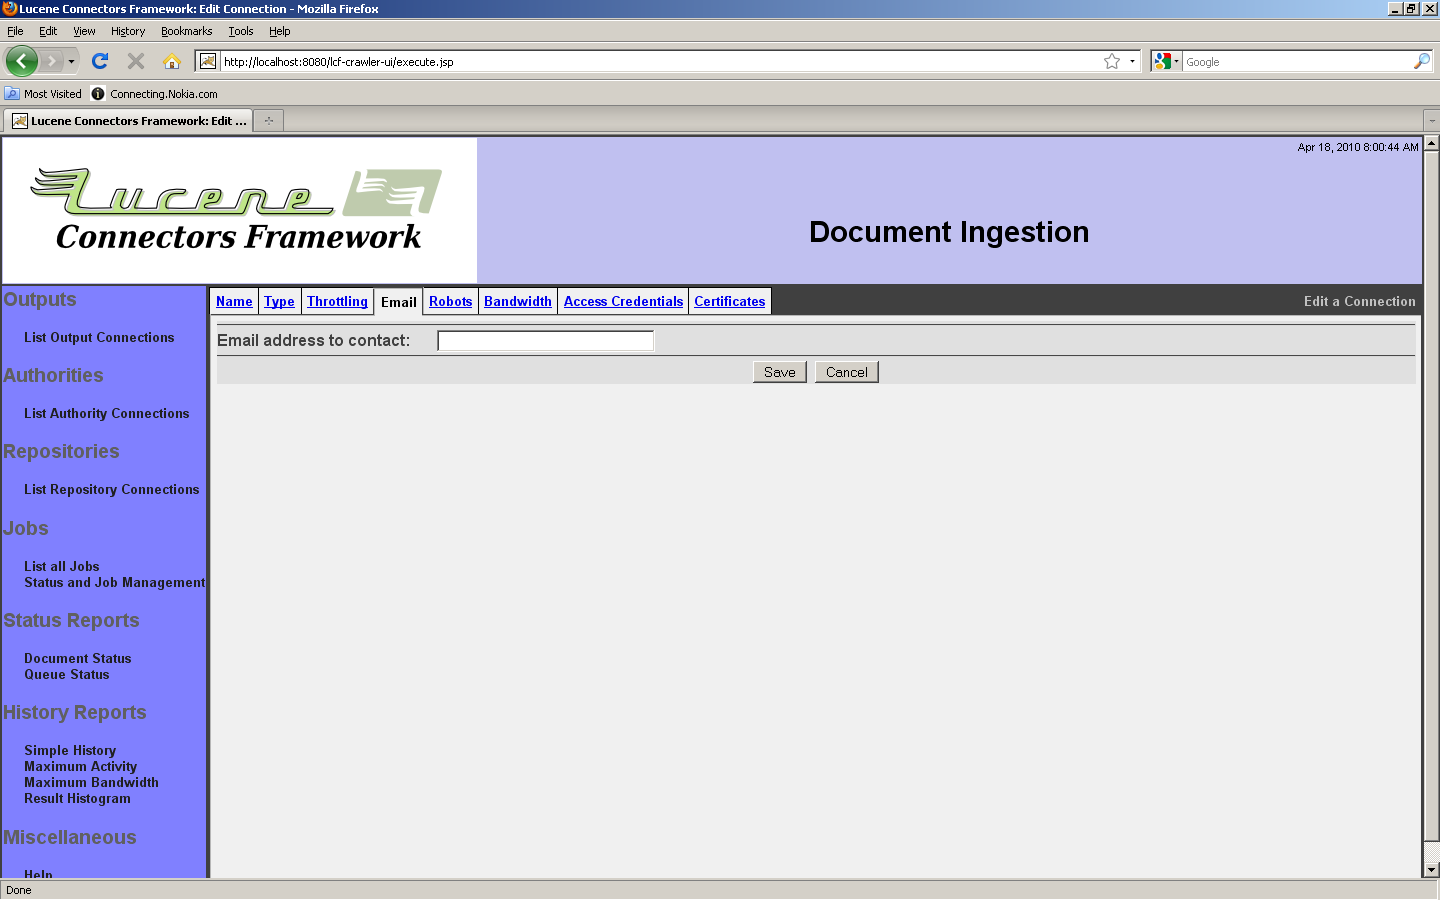 Lucene Connectors Framework: Edit Connection - Mozilla Firefox
File Edit View History Bookmarks Tools Help
http://localhost:8080/lcf-crawler-ui/execute.jsp
Google
Most Visited Connecting.Nokia.com
Lucene Connectors Framework: Edit ...
Apr 18, 2010 8:00:44 AM
Lucene
Connectors Framework
Document Ingestion
Name Type Throttling Email Robots Bandwidth Access Credentials Certificates
Edit a Connection
Email address to contact:
Save Cancel
Outputs
List Output Connections
Authorities
List Authority Connections
Repositories
List Repository Connections
Jobs
List all Jobs
Status and Job Management
Status Reports
Document Status
Queue Status
History Reports
Simple History
Maximum Activity
Maximum Bandwidth
Result Histogram
Miscellaneous
Help
Done